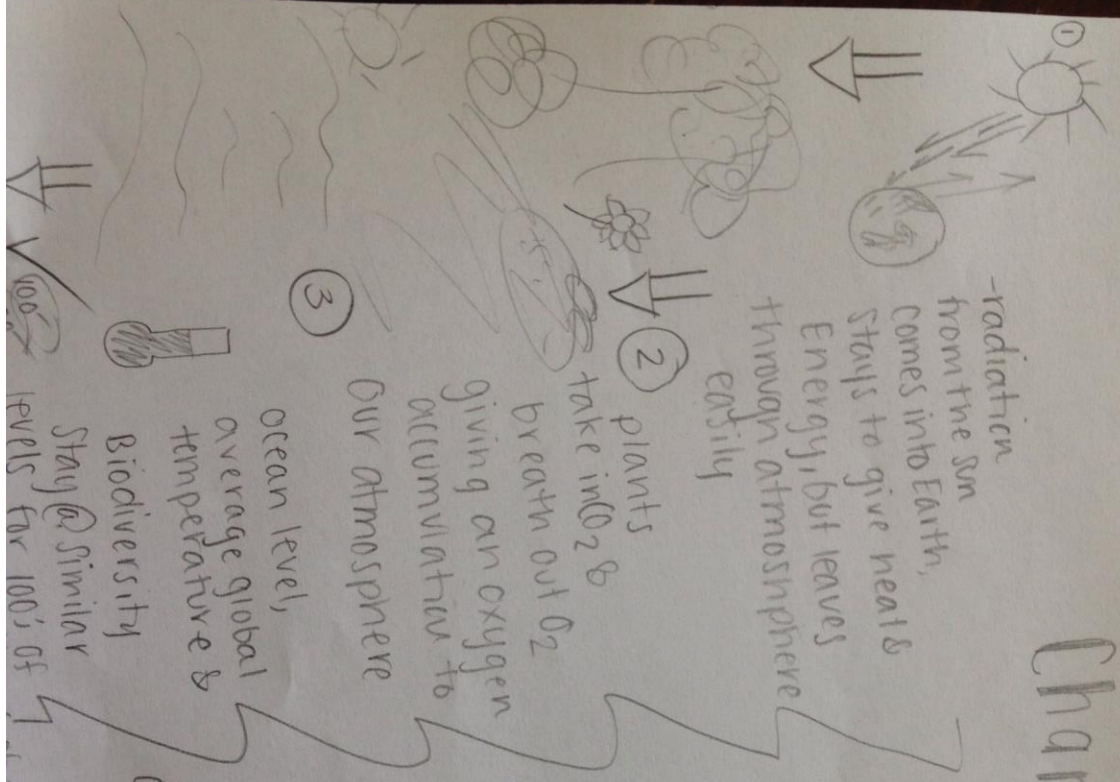 Chan
①
-radiation
from the sun
comes into Earth,
stays to give heat &
Energy, but leaves
through atmoshphere
easily
②
plants
take in CO2 &
breath out O2
giving an oxygen
accumulation to
Our atmosphere
③
ocean level,
average global
temperature &
Biodiversity
Stay @ similar
levels for 100's of
100